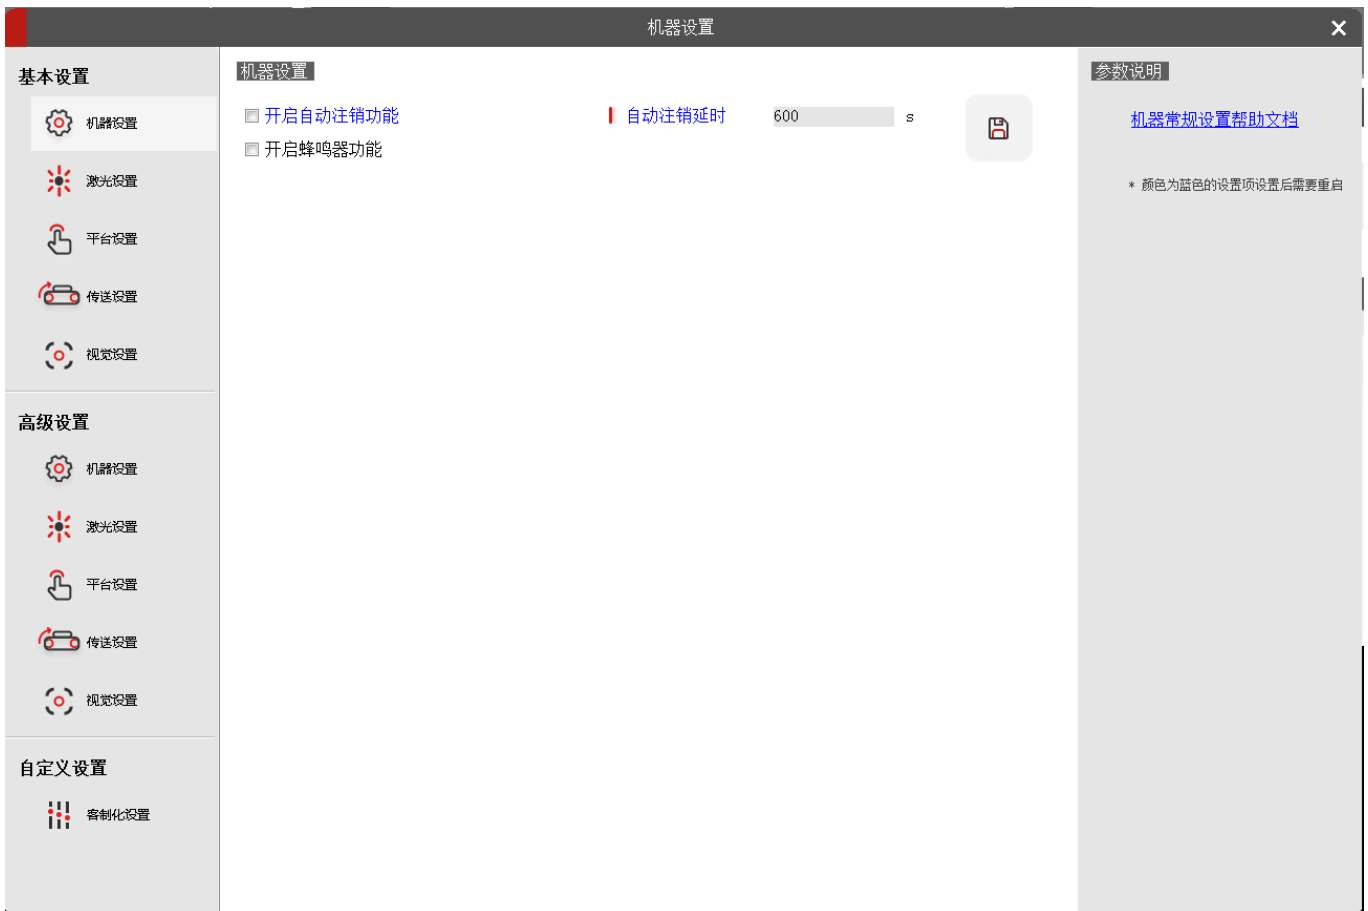 机器设置
基本设置
机器设置
激光设置
平台设置
传送设置
视觉设置
高级设置
机器设置
激光设置
平台设置
传送设置
视觉设置
自定义设置
客制化设置
机器设置
开启自动注销功能
自动注销延时 600 s
开启蜂鸣器功能
参数说明
机器常规设置帮助文档
* 颜色为蓝色的设置项设置后需要重启